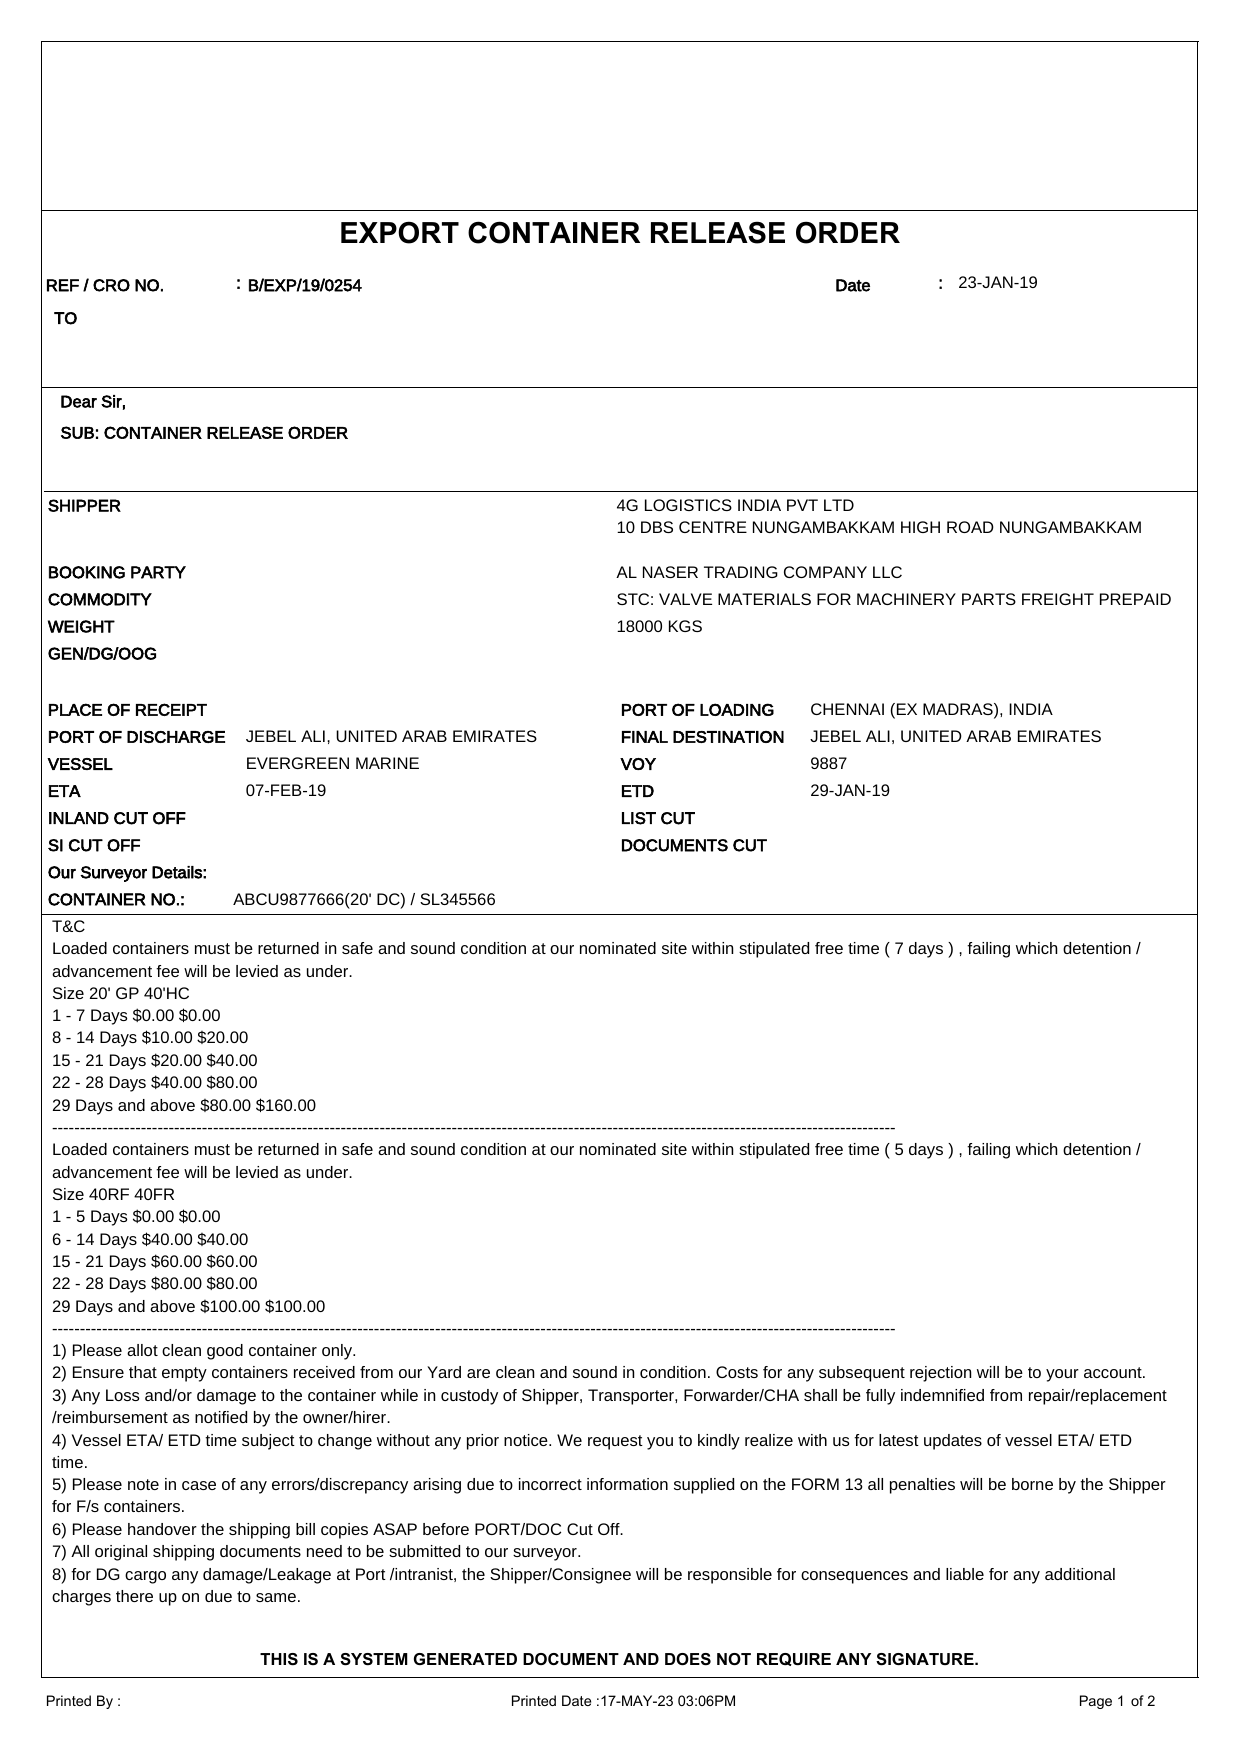 EXPORT CONTAINER RELEASE ORDER
REF / CRO NO. : B/EXP/19/0254 Date : 23-JAN-19
TO
Dear Sir,
SUB: CONTAINER RELEASE ORDER
SHIPPER 4G LOGISTICS INDIA PVT LTD
10 DBS CENTRE NUNGAMBAKKAM HIGH ROAD NUNGAMBAKKAM
BOOKING PARTY AL NASER TRADING COMPANY LLC
COMMODITY STC: VALVE MATERIALS FOR MACHINERY PARTS FREIGHT PREPAID
WEIGHT 18000 KGS
GEN/DG/OOG
PLACE OF RECEIPT PORT OF LOADING CHENNAI (EX MADRAS), INDIA
PORT OF DISCHARGE JEBEL ALI, UNITED ARAB EMIRATES FINAL DESTINATION JEBEL ALI, UNITED ARAB EMIRATES
VESSEL EVERGREEN MARINE VOY 9887
ETA 07-FEB-19 ETD 29-JAN-19
INLAND CUT OFF LIST CUT
SI CUT OFF DOCUMENTS CUT
Our Surveyor Details:
CONTAINER NO.: ABCU9877666(20' DC) / SL345566
T&C
Loaded containers must be returned in safe and sound condition at our nominated site within stipulated free time ( 7 days ) , failing which detention /
advancement fee will be levied as under.
Size 20' GP 40'HC
1 - 7 Days $0.00 $0.00
8 - 14 Days $10.00 $20.00
15 - 21 Days $20.00 $40.00
22 - 28 Days $40.00 $80.00
29 Days and above $80.00 $160.00
--------------------------------------------------------------------------------------------------------------------------------------------------------
Loaded containers must be returned in safe and sound condition at our nominated site within stipulated free time ( 5 days ) , failing which detention /
advancement fee will be levied as under.
Size 40RF 40FR
1 - 5 Days $0.00 $0.00
6 - 14 Days $40.00 $40.00
15 - 21 Days $60.00 $60.00
22 - 28 Days $80.00 $80.00
29 Days and above $100.00 $100.00
--------------------------------------------------------------------------------------------------------------------------------------------------------
1) Please allot clean good container only.
2) Ensure that empty containers received from our Yard are clean and sound in condition. Costs for any subsequent rejection will be to your account.
3) Any Loss and/or damage to the container while in custody of Shipper, Transporter, Forwarder/CHA shall be fully indemnified from repair/replacement
/reimbursement as notified by the owner/hirer.
4) Vessel ETA/ ETD time subject to change without any prior notice. We request you to kindly realize with us for latest updates of vessel ETA/ ETD
time.
5) Please note in case of any errors/discrepancy arising due to incorrect information supplied on the FORM 13 all penalties will be borne by the Shipper
for F/s containers.
6) Please handover the shipping bill copies ASAP before PORT/DOC Cut Off.
7) All original shipping documents need to be submitted to our surveyor.
8) for DG cargo any damage/Leakage at Port /intranist, the Shipper/Consignee will be responsible for consequences and liable for any additional
charges there up on due to same.
THIS IS A SYSTEM GENERATED DOCUMENT AND DOES NOT REQUIRE ANY SIGNATURE.
Printed By : Printed Date :17-MAY-23 03:06PM Page 1 of 2